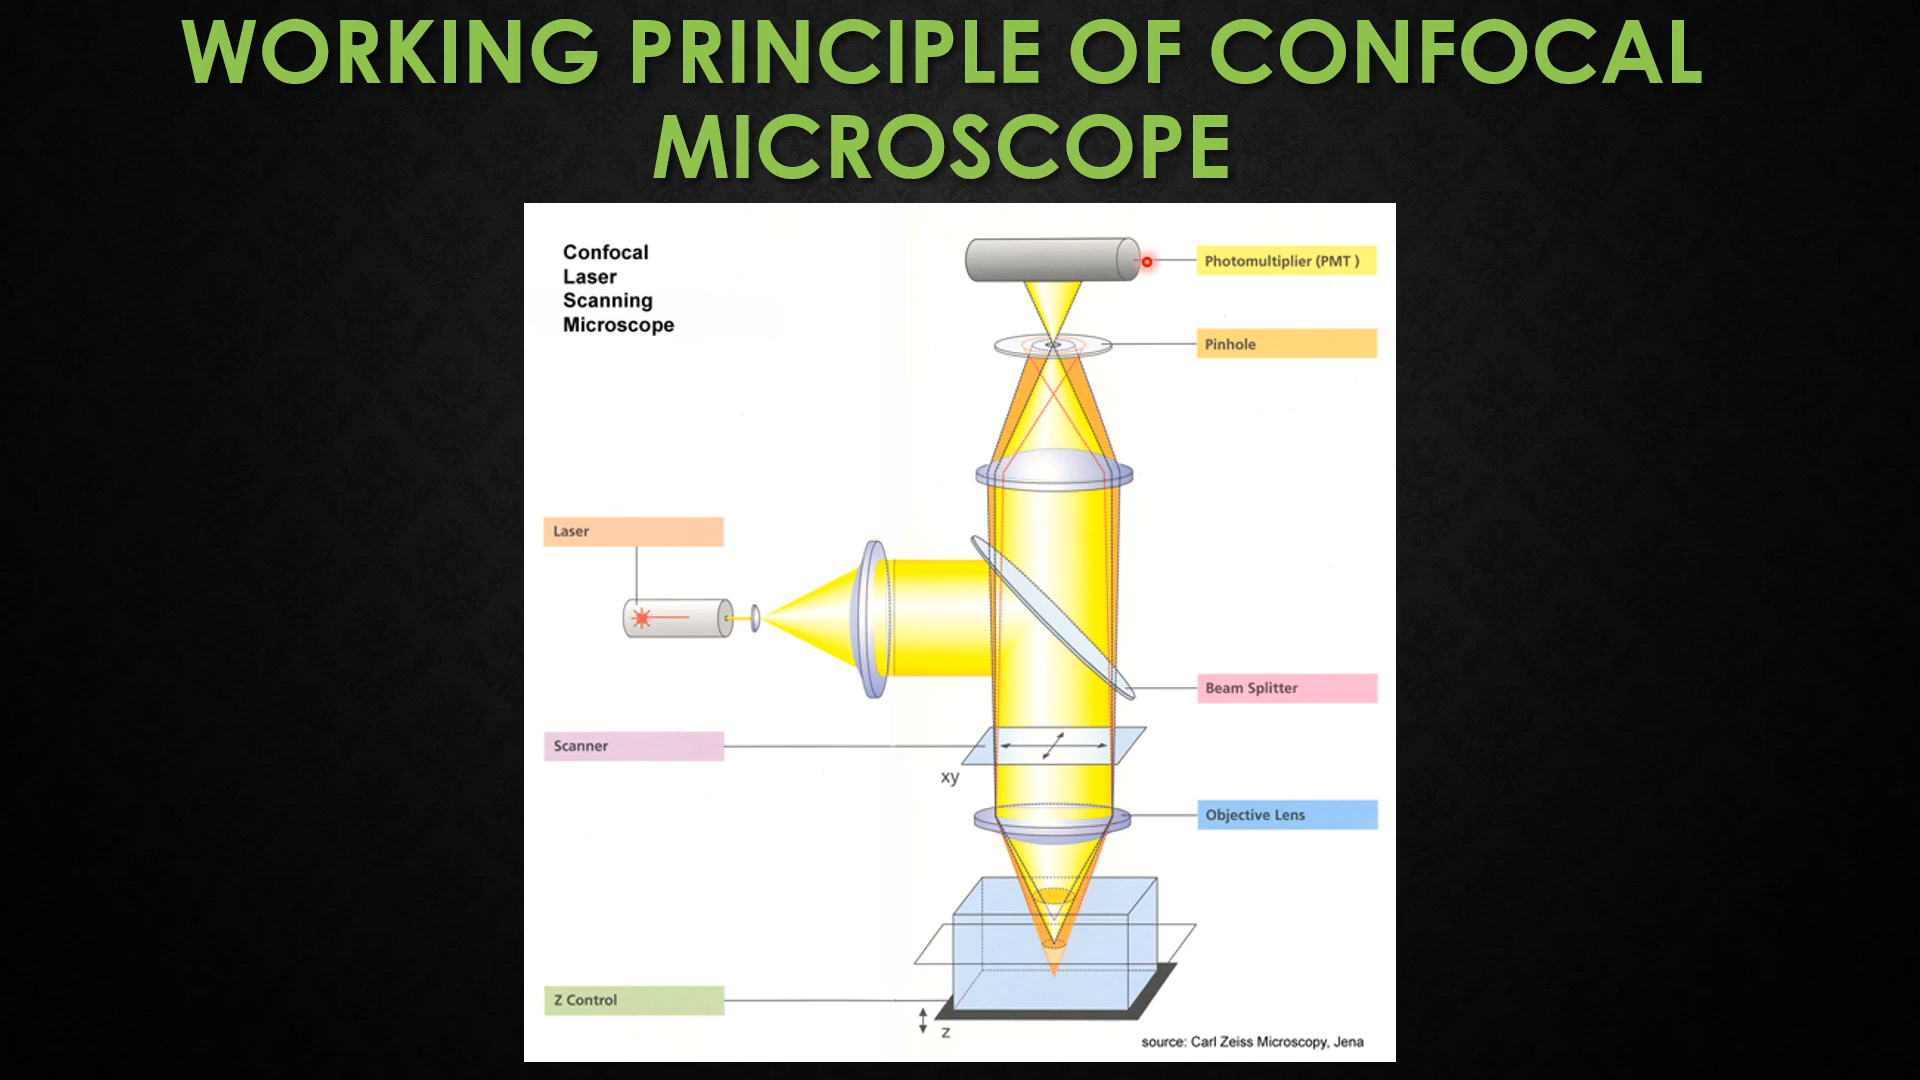 WORKING PRINCIPLE OF CONFOCAL
MICROSCOPE
Confocal
Laser
Scanning
Microscope
Photomultiplier (PMT )
Pinhole
Laser
Beam Splitter
Scanner
xy
Objective Lens
Z Control
z
source: Carl Zeiss Microscopy, Jena